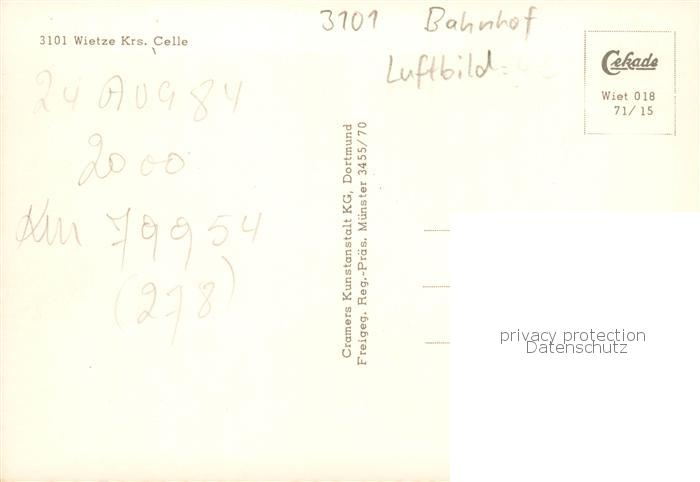 3101 Wietze Krs. Celle
3101 Bahnhof
Luftbild
Cekade
Wiet 018
71/15
24 AUG 84
2000
Km 79954
(278)
Cramers Kunstanstalt KG, Dortmund
Freigeg. Reg.-Präs. Münster 3455/70
privacy protection
Datenschutz